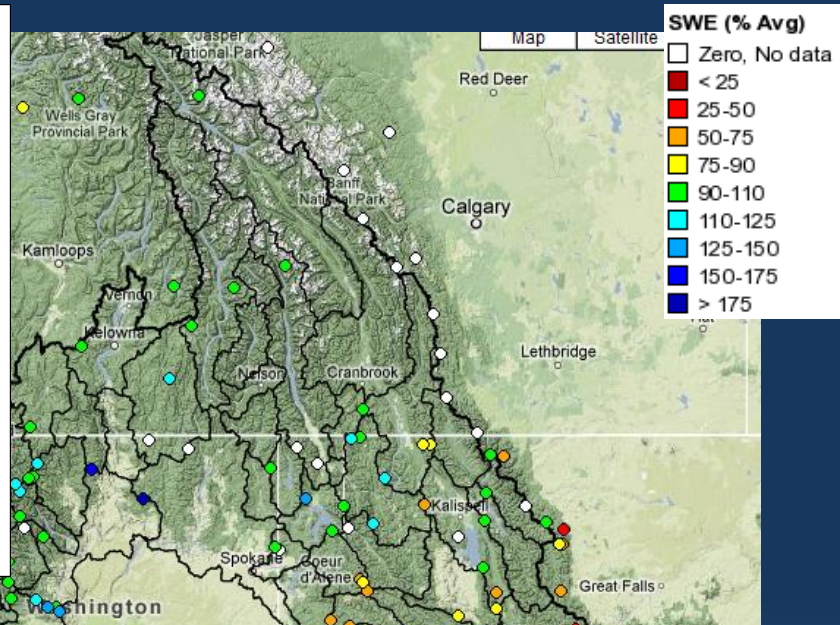 Jasper
National Park
Map
Satellite
SWE (% Avg)
Zero, No data
< 25
25-50
50-75
75-90
90-110
110-125
125-150
150-175
> 175
Red Deer
Wells Gray
Provincial Park
Banff
National Park
Calgary
Kamloops
Vernon
Kelowna
Lethbridge
Nelson
Cranbrook
Kalispell
Spokane
Coeur
d'Alene
Great Falls
Washington